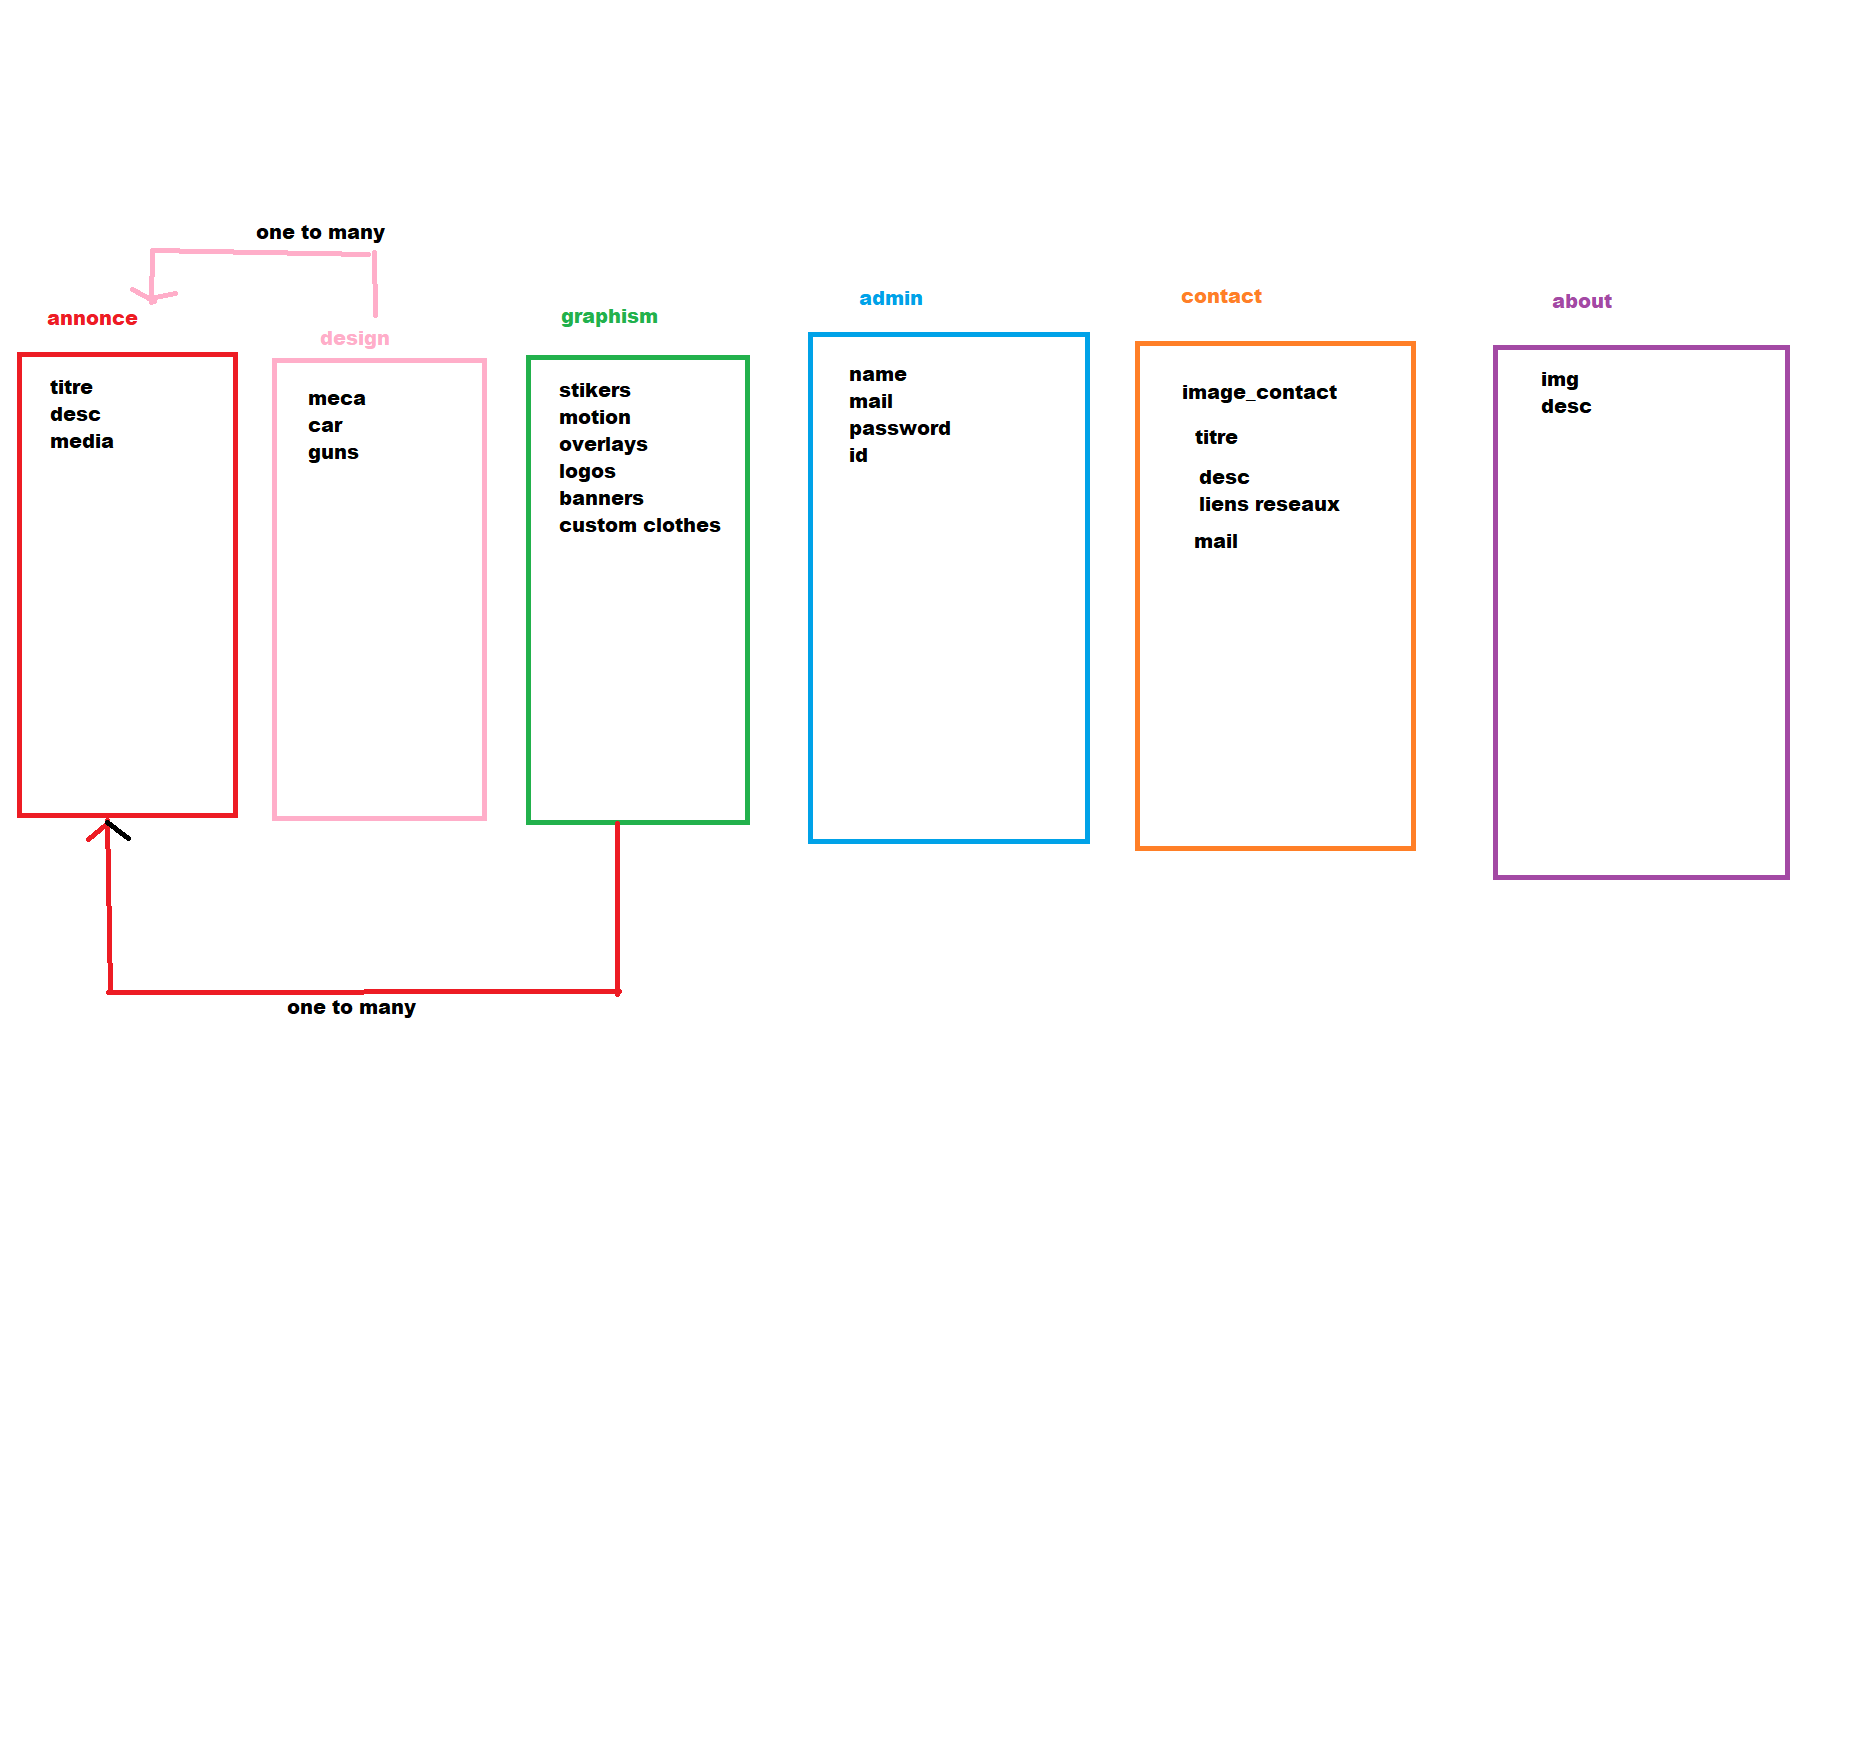 one to many
annonce
titre
desc
media
design
meca
car
guns
graphism
stikers
motion
overlays
logos
banners
custom clothes
admin
name
mail
password
id
contact
image_contact
titre
desc
liens reseaux
mail
about
img
desc
one to many